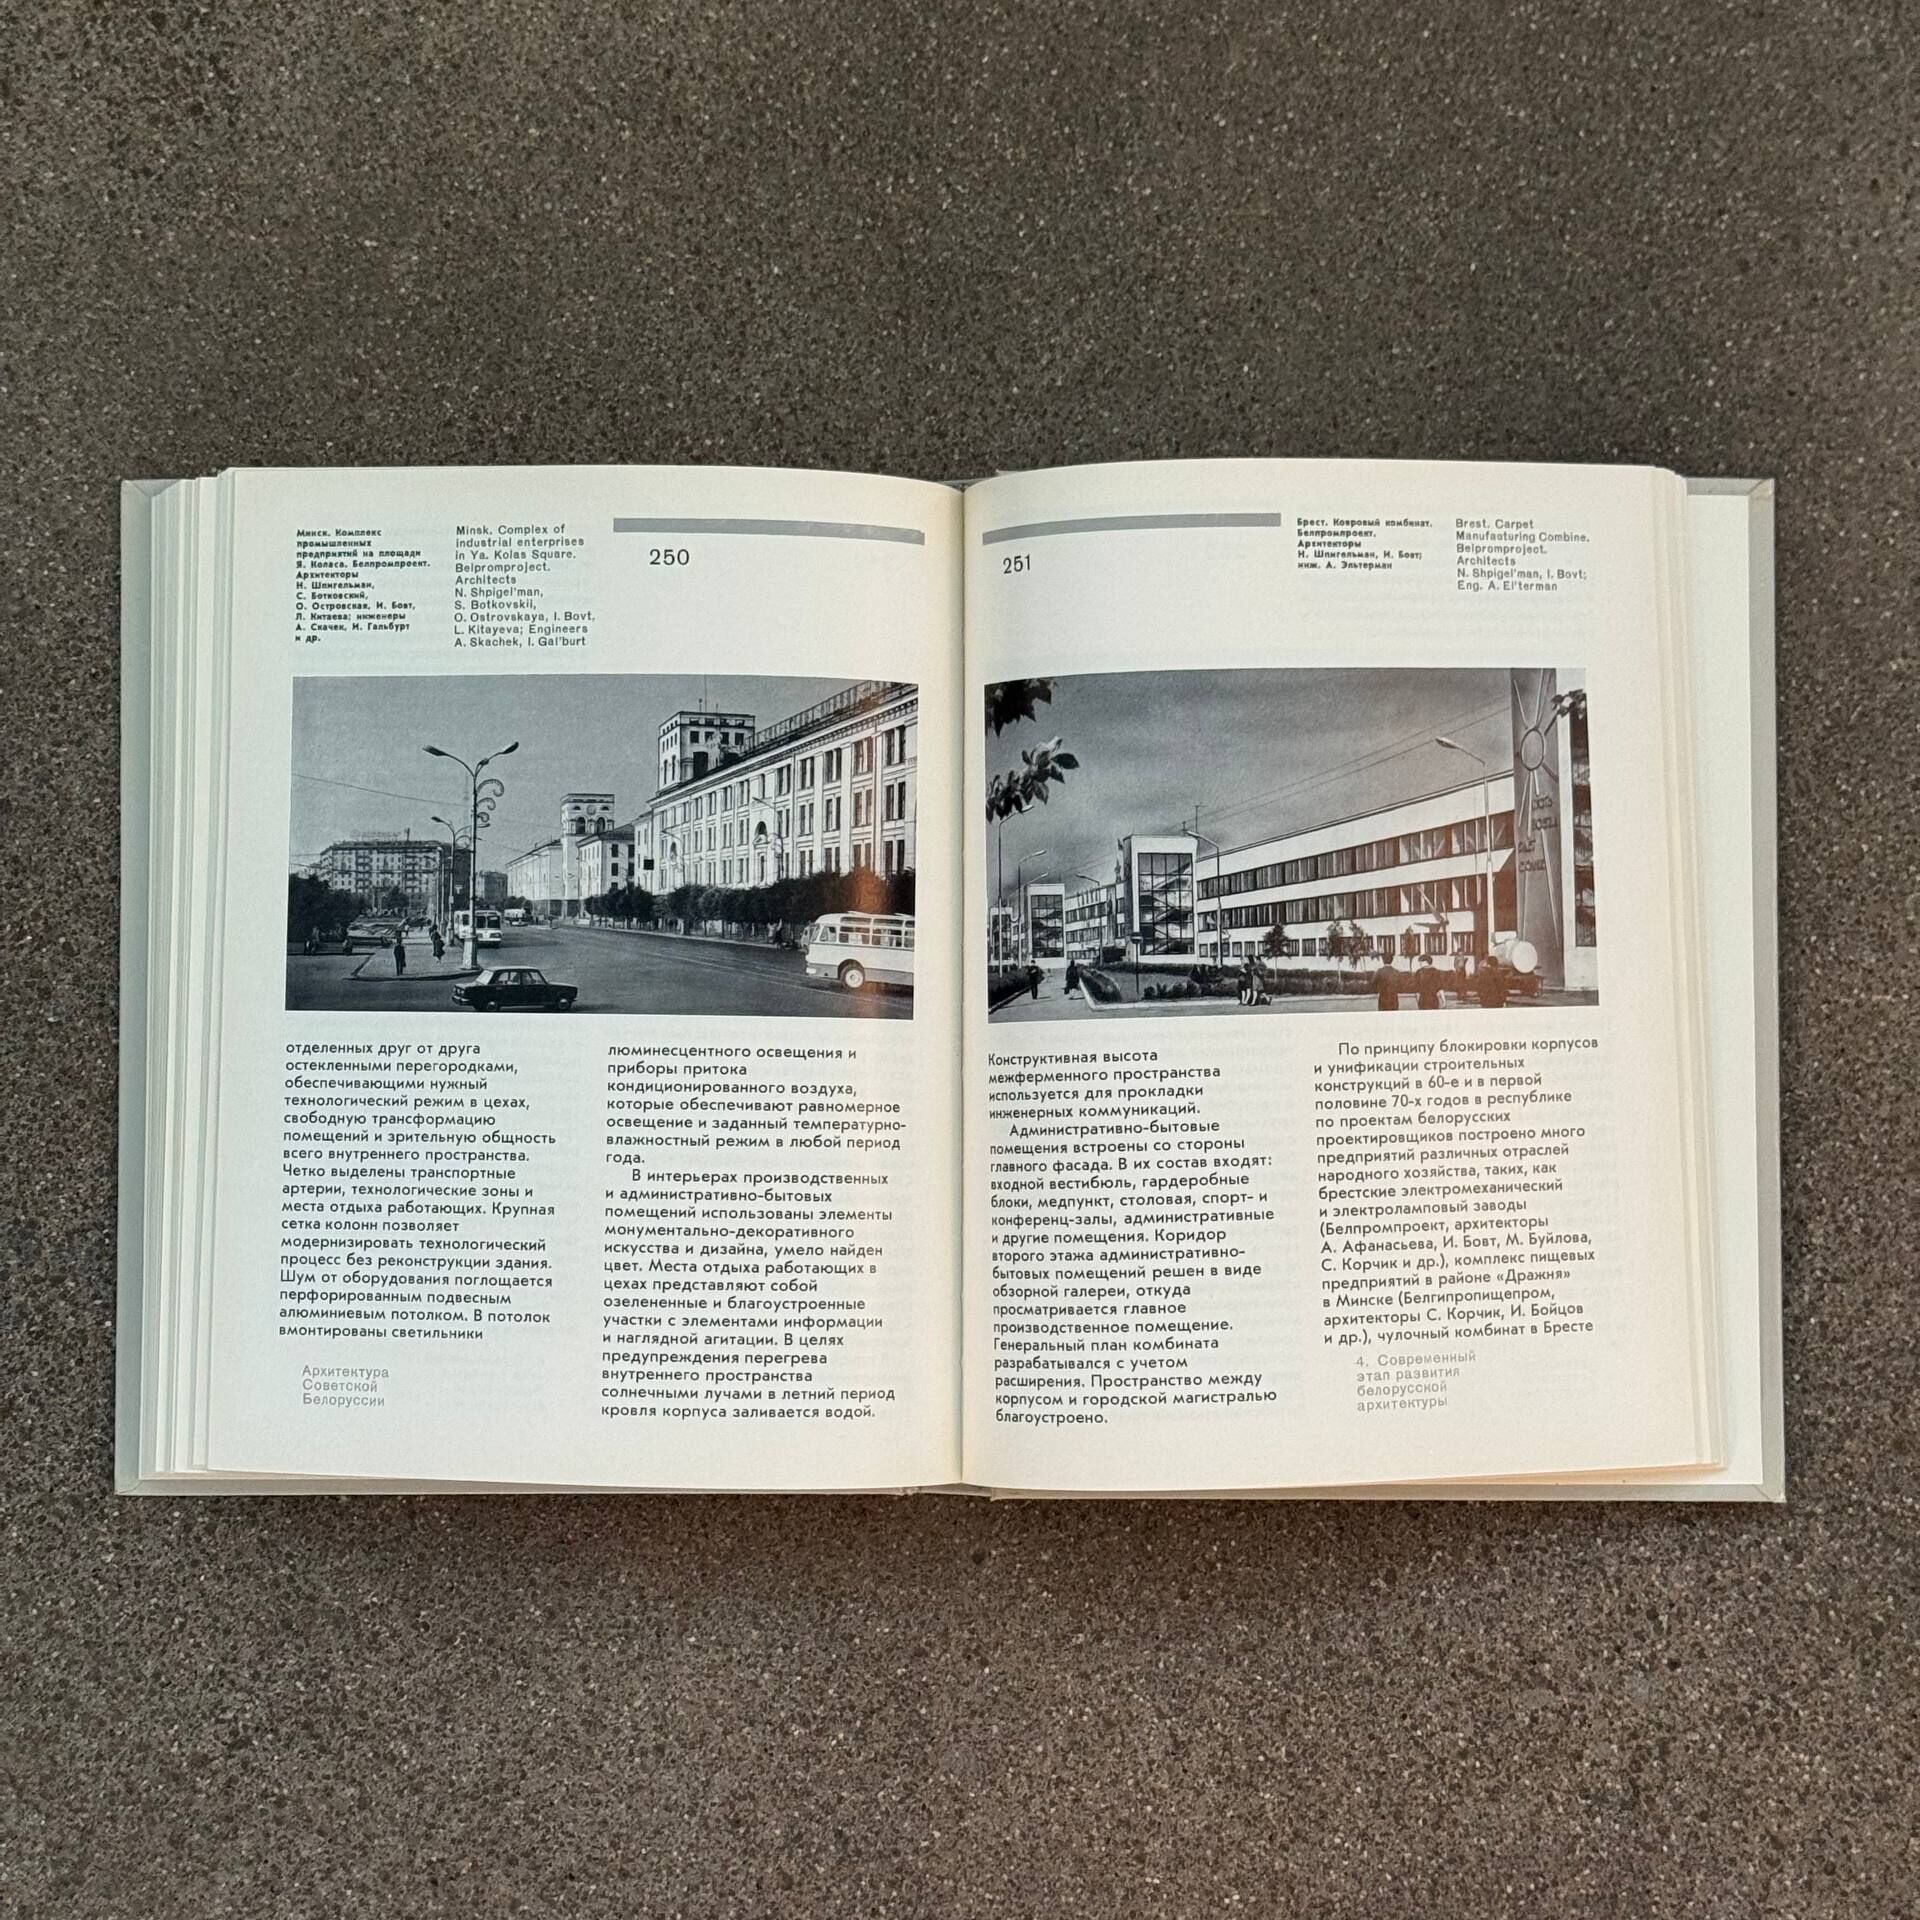 Минск. Комплекс
промышленных
предприятий на площади
Я. Коласа. Белпромпроект.
Архитекторы
Н. Шпигельман,
С. Ботковский,
О. Островская, И. Бовт,
Л. Китаева; инженеры
А. Скачек, И. Гальбурт
и др.
Minsk. Complex of
industrial enterprises
in Ya. Kolas Square.
Belpromproject.
Architects
N. Shpigel'man,
S. Botkovskii,
O. Ostrovskaya, I. Bovt,
L. Kitayeva; Engineers
A. Skachek, I. Gal'burt
250
отделенных друг от друга
остекленными перегородками,
обеспечивающими нужный
технологический режим в цехах,
свободную трансформацию
помещений и зрительную общность
всего внутреннего пространства.
Четко выделены транспортные
артерии, технологические зоны и
места отдыха работающих. Крупная
сетка колонн позволяет
модернизировать технологический
процесс без реконструкции здания.
Шум от оборудования поглощается
перфорированным подвесным
алюминиевым потолком. В потолок
вмонтированы светильники
люминесцентного освещения и
приборы притока
кондиционированного воздуха,
которые обеспечивают равномерное
освещение и заданный температурно-
влажностный режим в любой период
года.
В интерьерах производственных
и административно-бытовых
помещений использованы элементы
монументально-декоративного
искусства и дизайна, умело найден
цвет. Места отдыха работающих в
цехах представляют собой
озелененные и благоустроенные
участки с элементами информации
и наглядной агитации. В целях
предупреждения перегрева
внутреннего пространства
солнечными лучами в летний период
кровля корпуса заливается водой.
Архитектура
Советской
Белоруссии
251
Брест. Ковровый комбинат.
Белпромпроект.
Архитекторы
Н. Шпигельман, И. Бовт;
инж. А. Эльтерман
Brest. Carpet
Manufacturing Combine.
Belpromproject.
Architects
N. Shpigel'man, I. Bovt;
Eng. A. El'terman
Конструктивная высота
межферменного пространства
используется для прокладки
инженерных коммуникаций.
Административно-бытовые
помещения встроены со стороны
главного фасада. В их состав входят:
входной вестибюль, гардеробные
блоки, медпункт, столовая, спорт- и
конференц-залы, административные
и другие помещения. Коридор
второго этажа административно-
бытовых помещений решен в виде
обзорной галереи, откуда
просматривается главное
производственное помещение.
Генеральный план комбината
разрабатывался с учетом
расширения. Пространство между
корпусом и городской магистралью
благоустроено.
По принципу блокировки корпусов
и унификации строительных
конструкций в 60-е и в первой
половине 70-х годов в республике
по проектам белорусских
проектировщиков построено много
предприятий различных отраслей
народного хозяйства, таких, как
брестские электромеханический
и электроламповый заводы
(Белпромпроект, архитекторы
А. Афанасьева, И. Бовт, М. Буйлова,
С. Корчик и др.), комплекс пищевых
предприятий в районе «Дражня»
в Минске (Белгипропищепром,
архитекторы С. Корчик, И. Бойцов
и др.), чулочный комбинат в Бресте
4. Современный
этап развития
белорусской
архитектуры